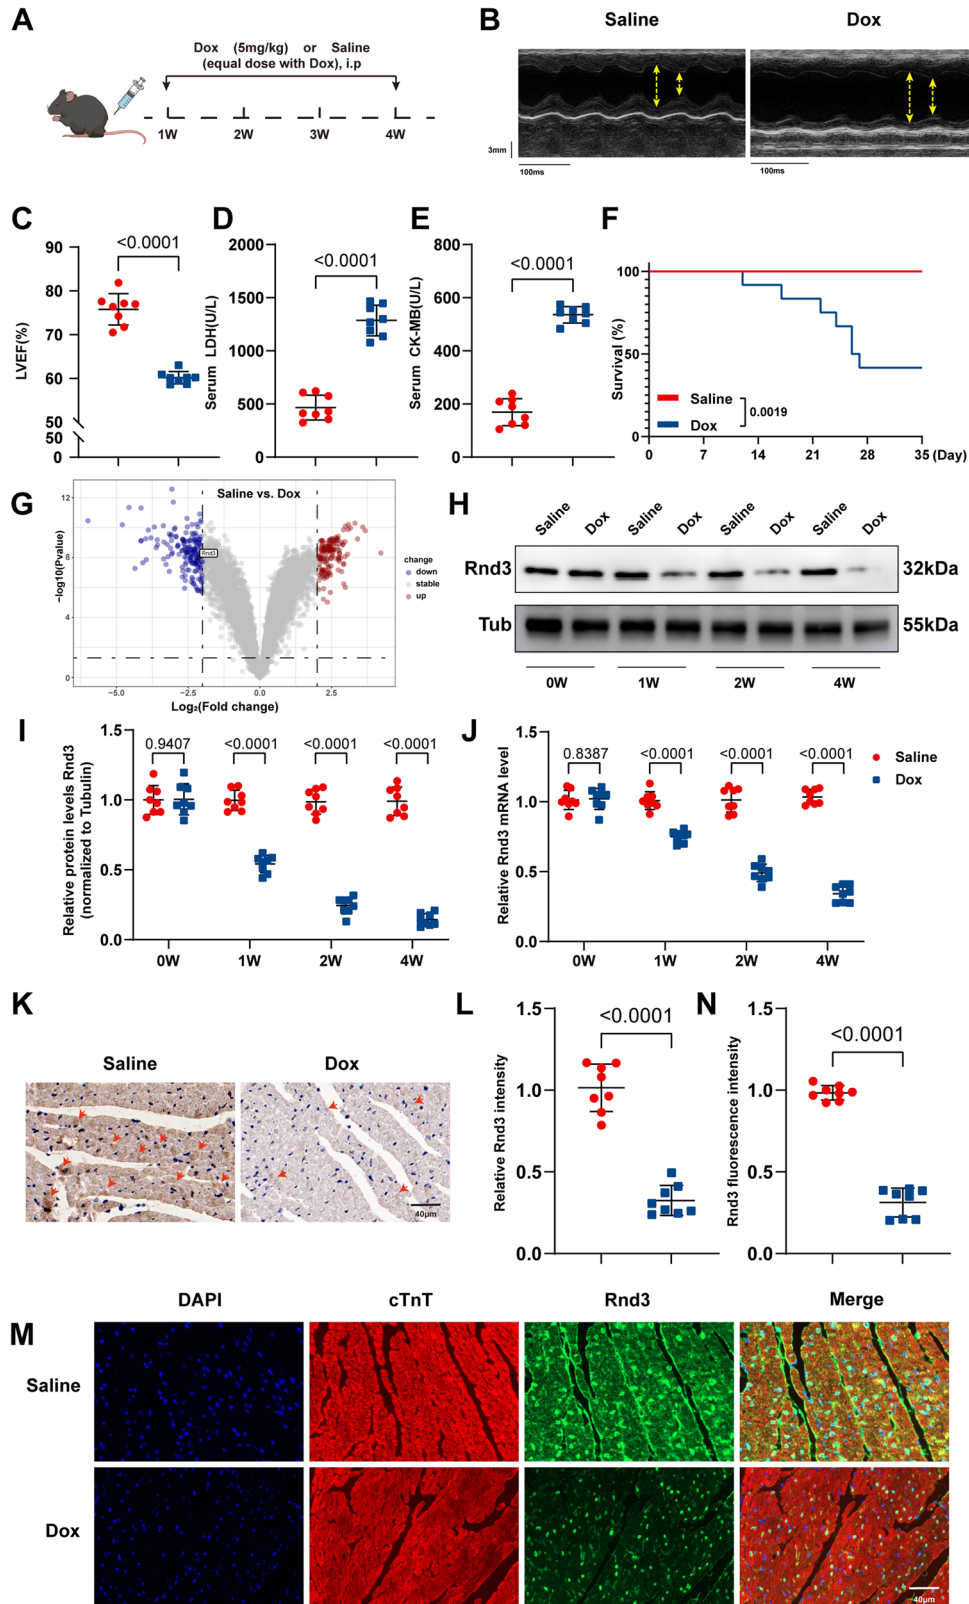 A
Dox (5mg/kg) or Saline
(equal dose with Dox), i.p
1W 2W 3W 4W
B
Saline Dox
3mm
100ms 100ms
C
LVEF(%)
90
80
70
60
50
50
0
<0.0001
D
Serum LDH(U/L)
2000
1500
1000
500
0
<0.0001
E
Serum CK-MB(U/L)
800
600
400
200
0
<0.0001
F
Survival (%)
100
50
0
Saline
Dox
0.0019
0 7 14 21 28 35 (Day)
G
Saline vs. Dox
−log10(Pvalue)
12
8
4
0
Rnd3
change
down
stable
up
−5.0 −2.5 0.0 2.5
Log₂(Fold change)
H
Saline Dox Saline Dox Saline Dox Saline Dox
Rnd3 32kDa
Tub 55kDa
0W 1W 2W 4W
I
Relative protein levels Rnd3
(normalized to Tubulin)
1.5
1.0
0.5
0.0
0.9407 <0.0001 <0.0001 <0.0001
0W 1W 2W 4W
J
Relative Rnd3 mRNA level
1.5
1.0
0.5
0.0
0.8387 <0.0001 <0.0001 <0.0001
0W 1W 2W 4W
Saline
Dox
K
Saline Dox
40μm
L
Relative Rnd3 intensity
1.5
1.0
0.5
0.0
<0.0001
N
Rnd3 fluorescence intensity
1.5
1.0
0.5
0.0
<0.0001
M
DAPI cTnT Rnd3 Merge
Saline
Dox
40μm